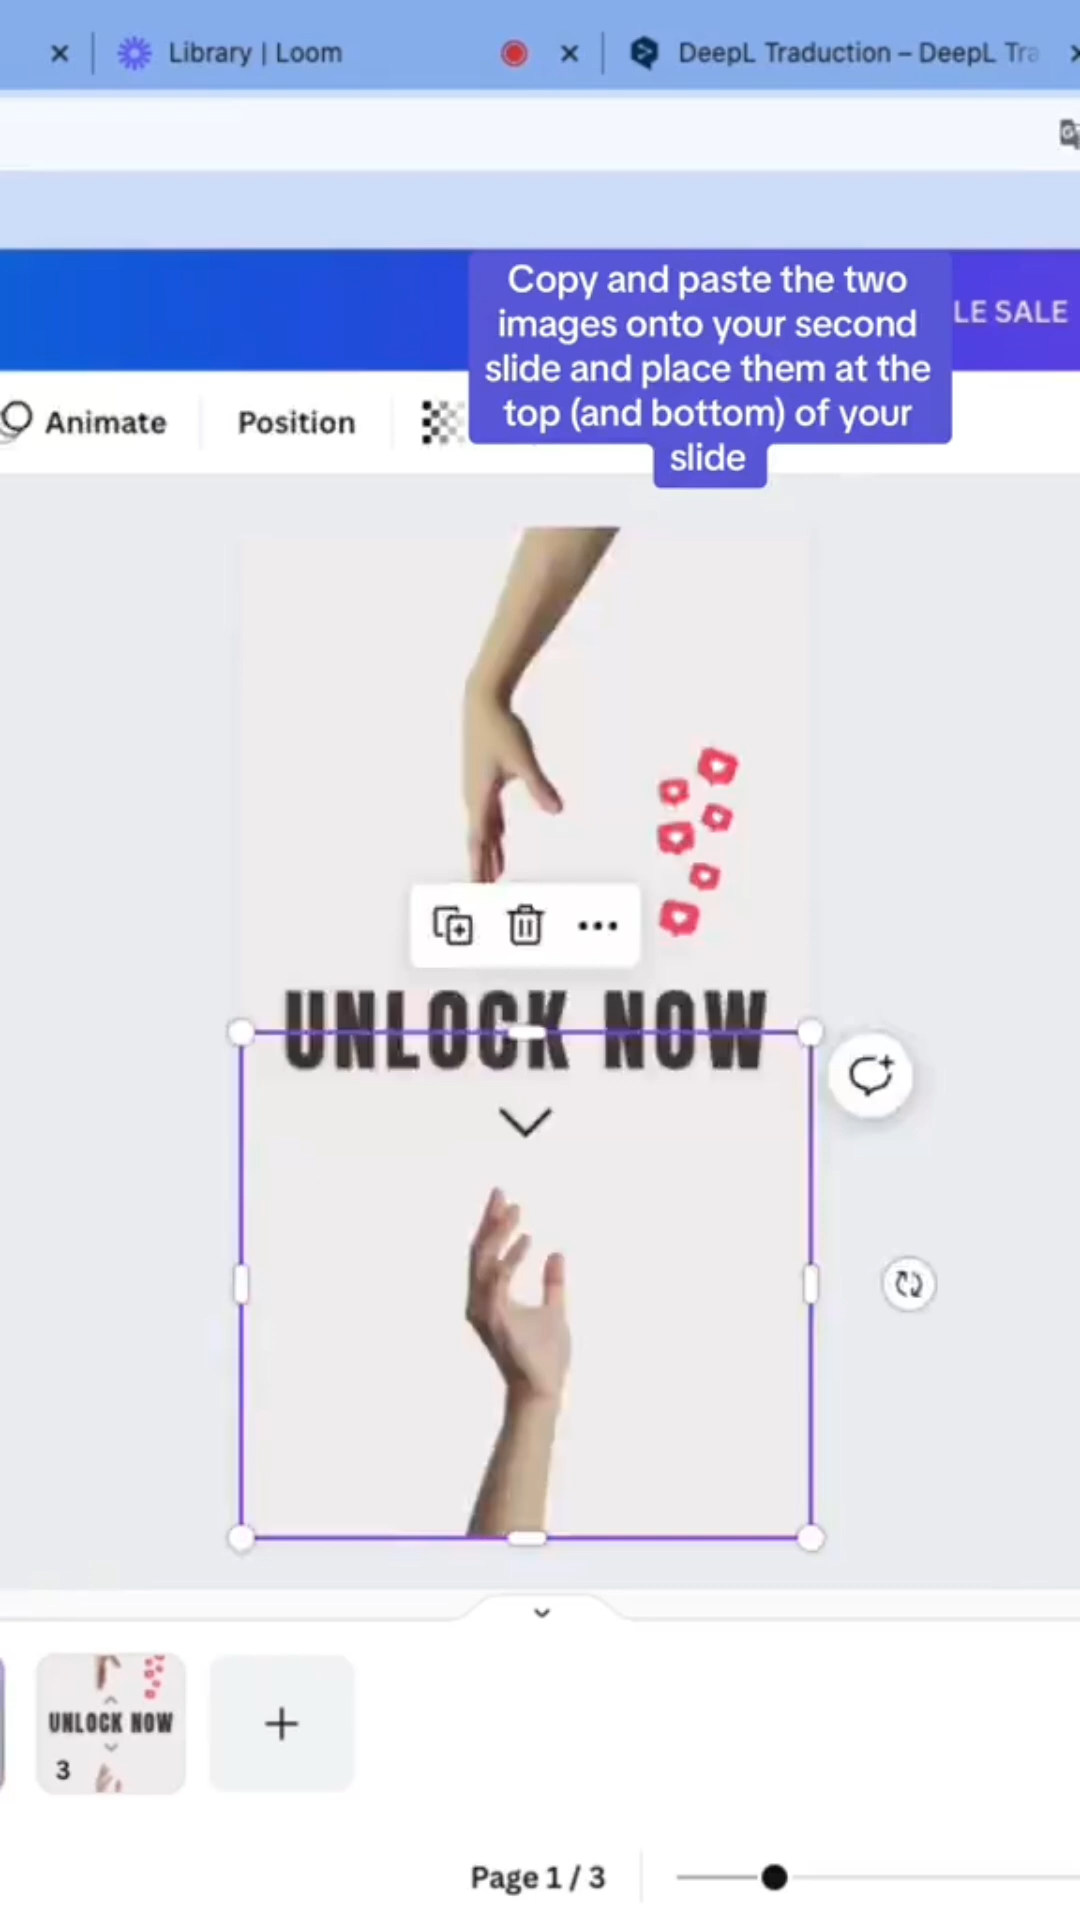 Library | Loom
DeepL Traduction – DeepL Tra
Copy and paste the two
images onto your second
slide and place them at the
top (and bottom) of your
slide
LE SALE
Animate
Position
UNLOCK NOW
UNLOCK NOW
3
Page 1 / 3